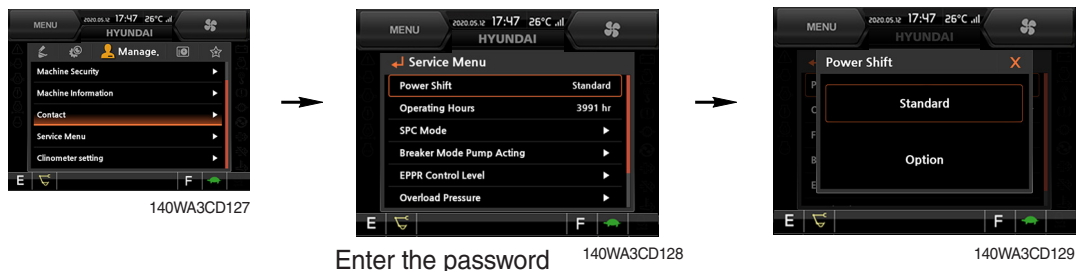 MENU
2020.05.12 17:47 26°C
HYUNDAI
Manage.
Machine Security
Machine Information
Contact
Service Menu
Clinometer setting
E F
140WA3CD127
MENU
2020.05.12 17:47 26°C
HYUNDAI
Service Menu
Power Shift Standard
Operating Hours 3991 hr
SPC Mode
Breaker Mode Pump Acting
EPPR Control Level
Overload Pressure
E F
Enter the password
140WA3CD128
MENU
2020.05.12 17:47 26°C
HYUNDAI
Power Shift X
Standard
Option
E F
140WA3CD129